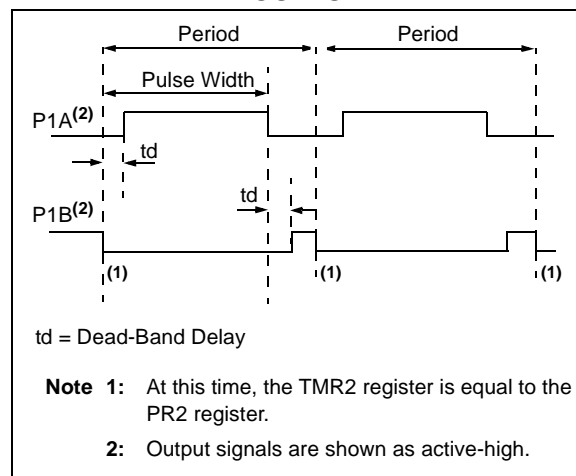 Period Period
Pulse Width
P1A(2)
td
td
P1B(2)
(1) (1) (1)
td = Dead-Band Delay
Note 1: At this time, the TMR2 register is equal to the
PR2 register.
2: Output signals are shown as active-high.